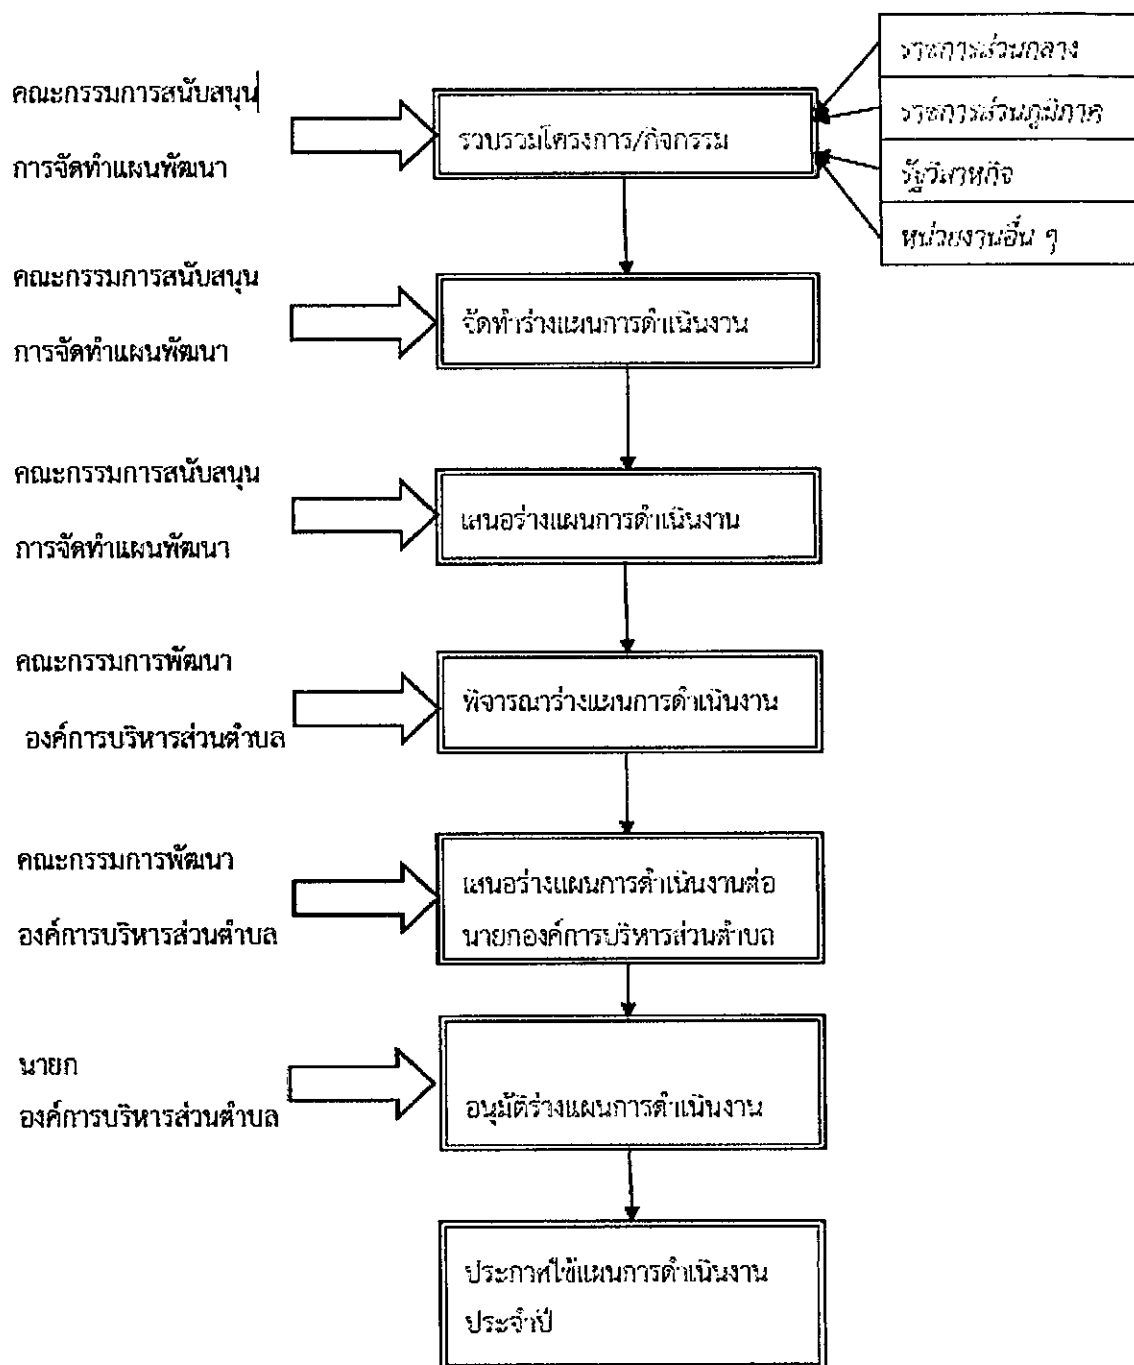 ราชการส่วนกลาง
คณะกรรมการสนับสนุน
การจัดทำแผนพัฒนา
รวบรวมโครงการ/กิจกรรม
ราชการส่วนภูมิภาค
รัฐวิสาหกิจ
หน่วยงานอื่น ๆ
คณะกรรมการสนับสนุน
การจัดทำแผนพัฒนา
จัดทำร่างแผนการดำเนินงาน
คณะกรรมการสนับสนุน
การจัดทำแผนพัฒนา
เสนอร่างแผนการดำเนินงาน
คณะกรรมการพัฒนา
องค์การบริหารส่วนตำบล
พิจารณาร่างแผนการดำเนินงาน
คณะกรรมการพัฒนา
องค์การบริหารส่วนตำบล
เสนอร่างแผนการดำเนินงานต่อ
นายกองค์การบริหารส่วนตำบล
นายก
องค์การบริหารส่วนตำบล
อนุมัติร่างแผนการดำเนินงาน
ประกาศใช้แผนการดำเนินงาน
ประจำปี